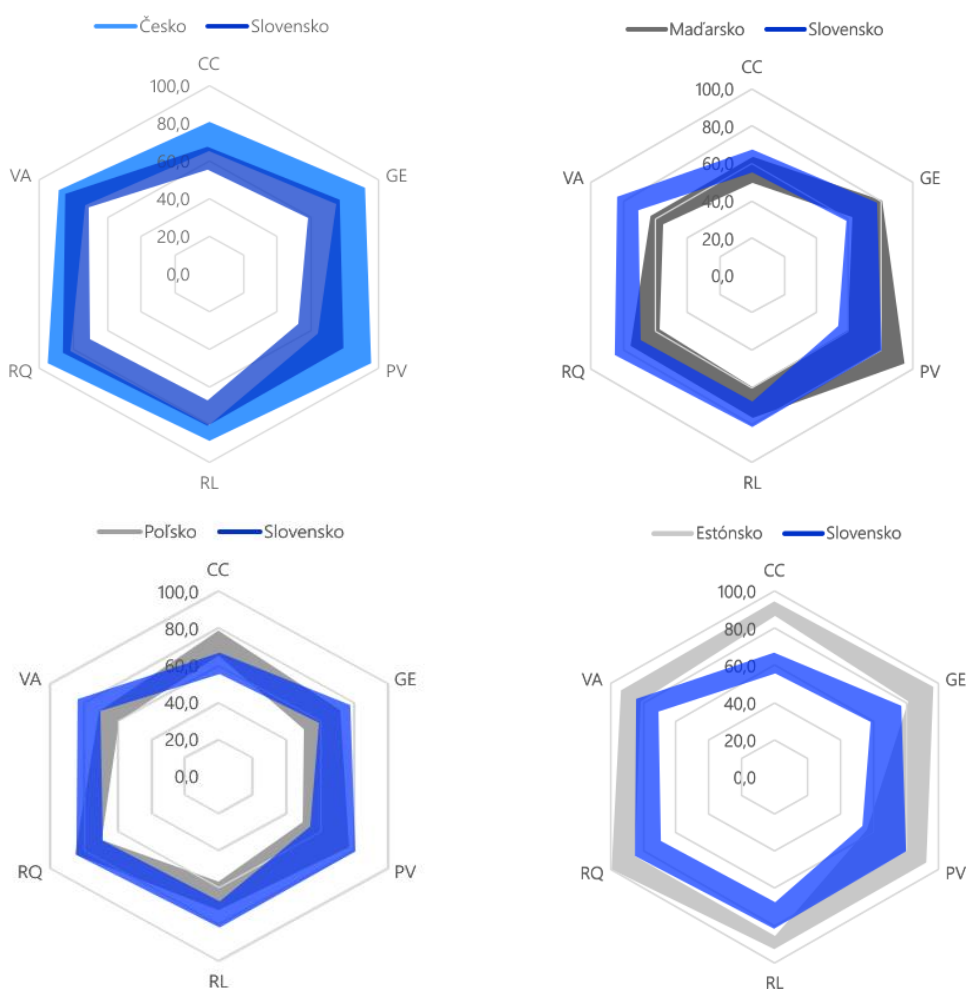 Česko Slovensko
CC
100,0
80,0
60,0
40,0
20,0
0,0
VA
GE
RQ
PV
RL
Maďarsko Slovensko
CC
100,0
80,0
60,0
40,0
20,0
0,0
VA
GE
RQ
PV
RL
Poľsko Slovensko
CC
100,0
80,0
60,0
40,0
20,0
0,0
VA
GE
RQ
PV
RL
Estónsko Slovensko
CC
100,0
80,0
60,0
40,0
20,0
0,0
VA
GE
RQ
PV
RL